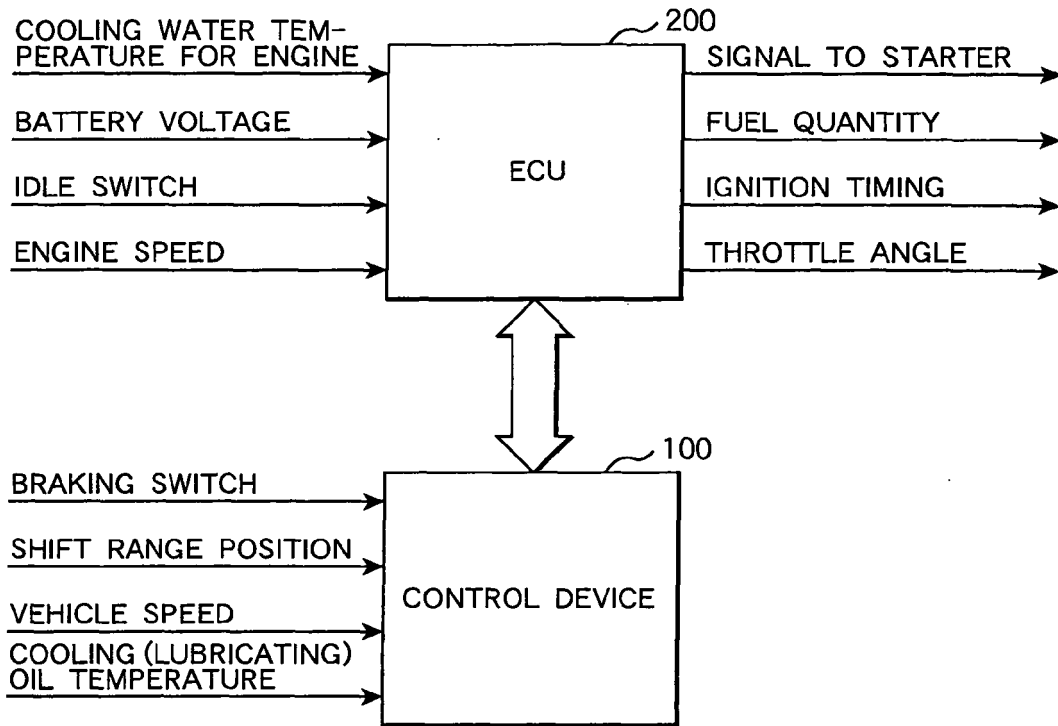 COOLING WATER TEM-
PERATURE FOR ENGINE
BATTERY VOLTAGE
IDLE SWITCH
ENGINE SPEED
200
ECU
SIGNAL TO STARTER
FUEL QUANTITY
IGNITION TIMING
THROTTLE ANGLE
100
BRAKING SWITCH
SHIFT RANGE POSITION
VEHICLE SPEED
COOLING (LUBRICATING)
OIL TEMPERATURE
CONTROL DEVICE